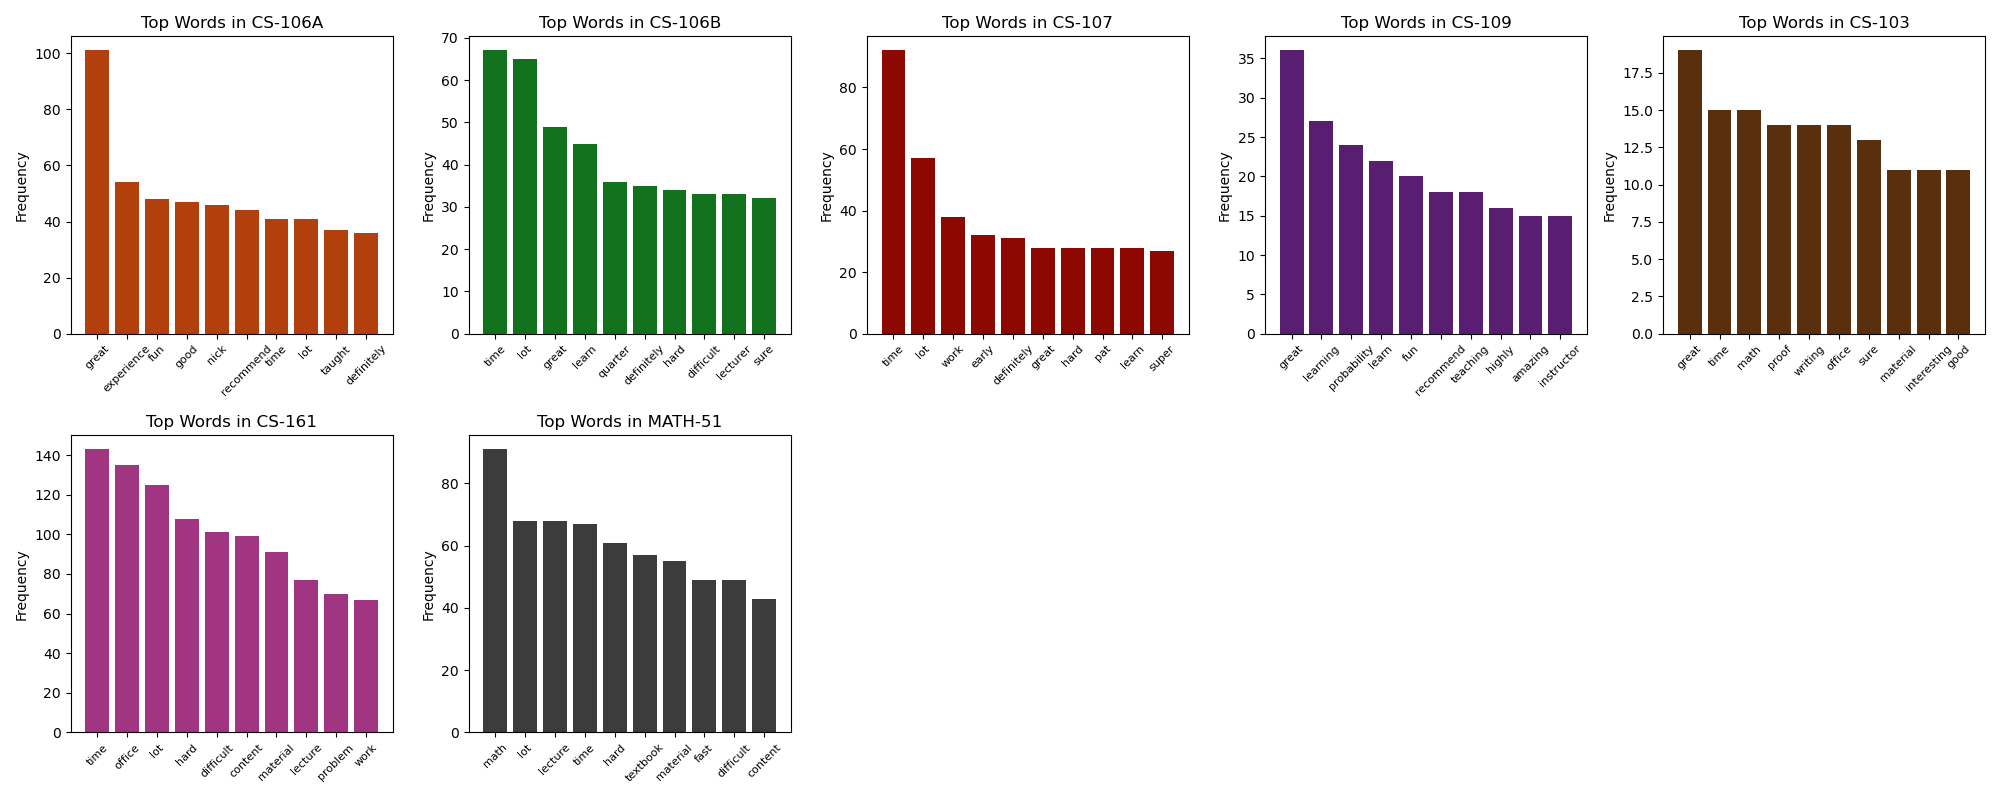 Top Words in CS-106A
Frequency
100
80
60
40
20
0
great
experience
fun
good
nick
recommend
time
lot
taught
definitely
Top Words in CS-106B
Frequency
70
60
50
40
30
20
10
0
time
lot
great
learn
quarter
definitely
hard
difficult
lecturer
sure
Top Words in CS-107
Frequency
80
60
40
20
0
time
lot
work
early
definitely
great
hard
pat
learn
super
Top Words in CS-109
Frequency
35
30
25
20
15
10
5
0
great
learning
probability
learn
fun
recommend
teaching
highly
amazing
instructor
Top Words in CS-103
Frequency
17.5
15.0
12.5
10.0
7.5
5.0
2.5
0.0
great
time
math
proof
writing
office
sure
material
interesting
good
Top Words in CS-161
Frequency
140
120
100
80
60
40
20
0
time
office
lot
hard
difficult
content
material
lecture
problem
work
Top Words in MATH-51
Frequency
80
60
40
20
0
math
lot
lecture
time
hard
textbook
material
fast
difficult
content